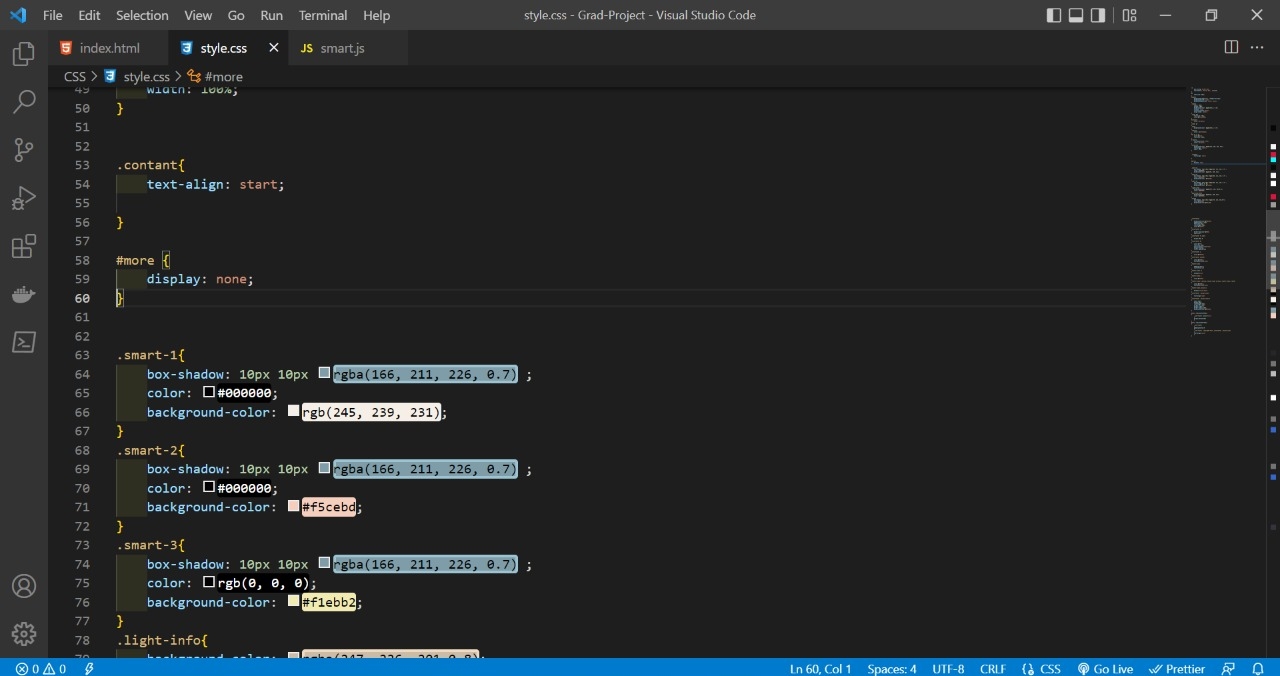 File Edit Selection View Go Run Terminal Help style.css - Grad-Project - Visual Studio Code
index.html style.css JS smart.js
CSS > style.css > #more
49 width: 100%;
50 }
51
52
53 .contant{
54 text-align: start;
55
56 }
57
58 #more {
59 display: none;
60 }
61
62
63 .smart-1{
64 box-shadow: 10px 10px rgba(166, 211, 226, 0.7) ;
65 color: #000000;
66 background-color: rgb(245, 239, 231);
67 }
68 .smart-2{
69 box-shadow: 10px 10px rgba(166, 211, 226, 0.7) ;
70 color: #000000;
71 background-color: #f5cebd;
72 }
73 .smart-3{
74 box-shadow: 10px 10px rgba(166, 211, 226, 0.7) ;
75 color: rgb(0, 0, 0);
76 background-color: #f1ebb2;
77 }
78 .light-info{
79 background-color:
0 0 Ln 60, Col 1 Spaces: 4 UTF-8 CRLF {} CSS Go Live Prettier